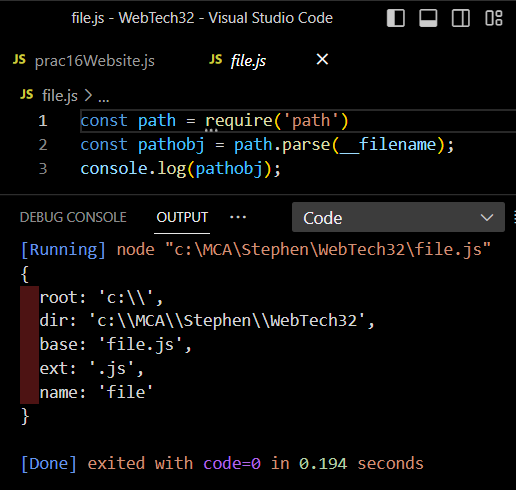 file.js - WebTech32 - Visual Studio Code
JS prac16Website.js JS file.js
JS file.js > ...
1 const path = require('path')
2 const pathobj = path.parse(__filename);
3 console.log(pathobj);
DEBUG CONSOLE OUTPUT ... Code
[Running] node "c:\MCA\Stephen\WebTech32\file.js"
{
  root: 'c:\\',
  dir: 'c:\\MCA\\Stephen\\WebTech32',
  base: 'file.js',
  ext: '.js',
  name: 'file'
}
[Done] exited with code=0 in 0.194 seconds